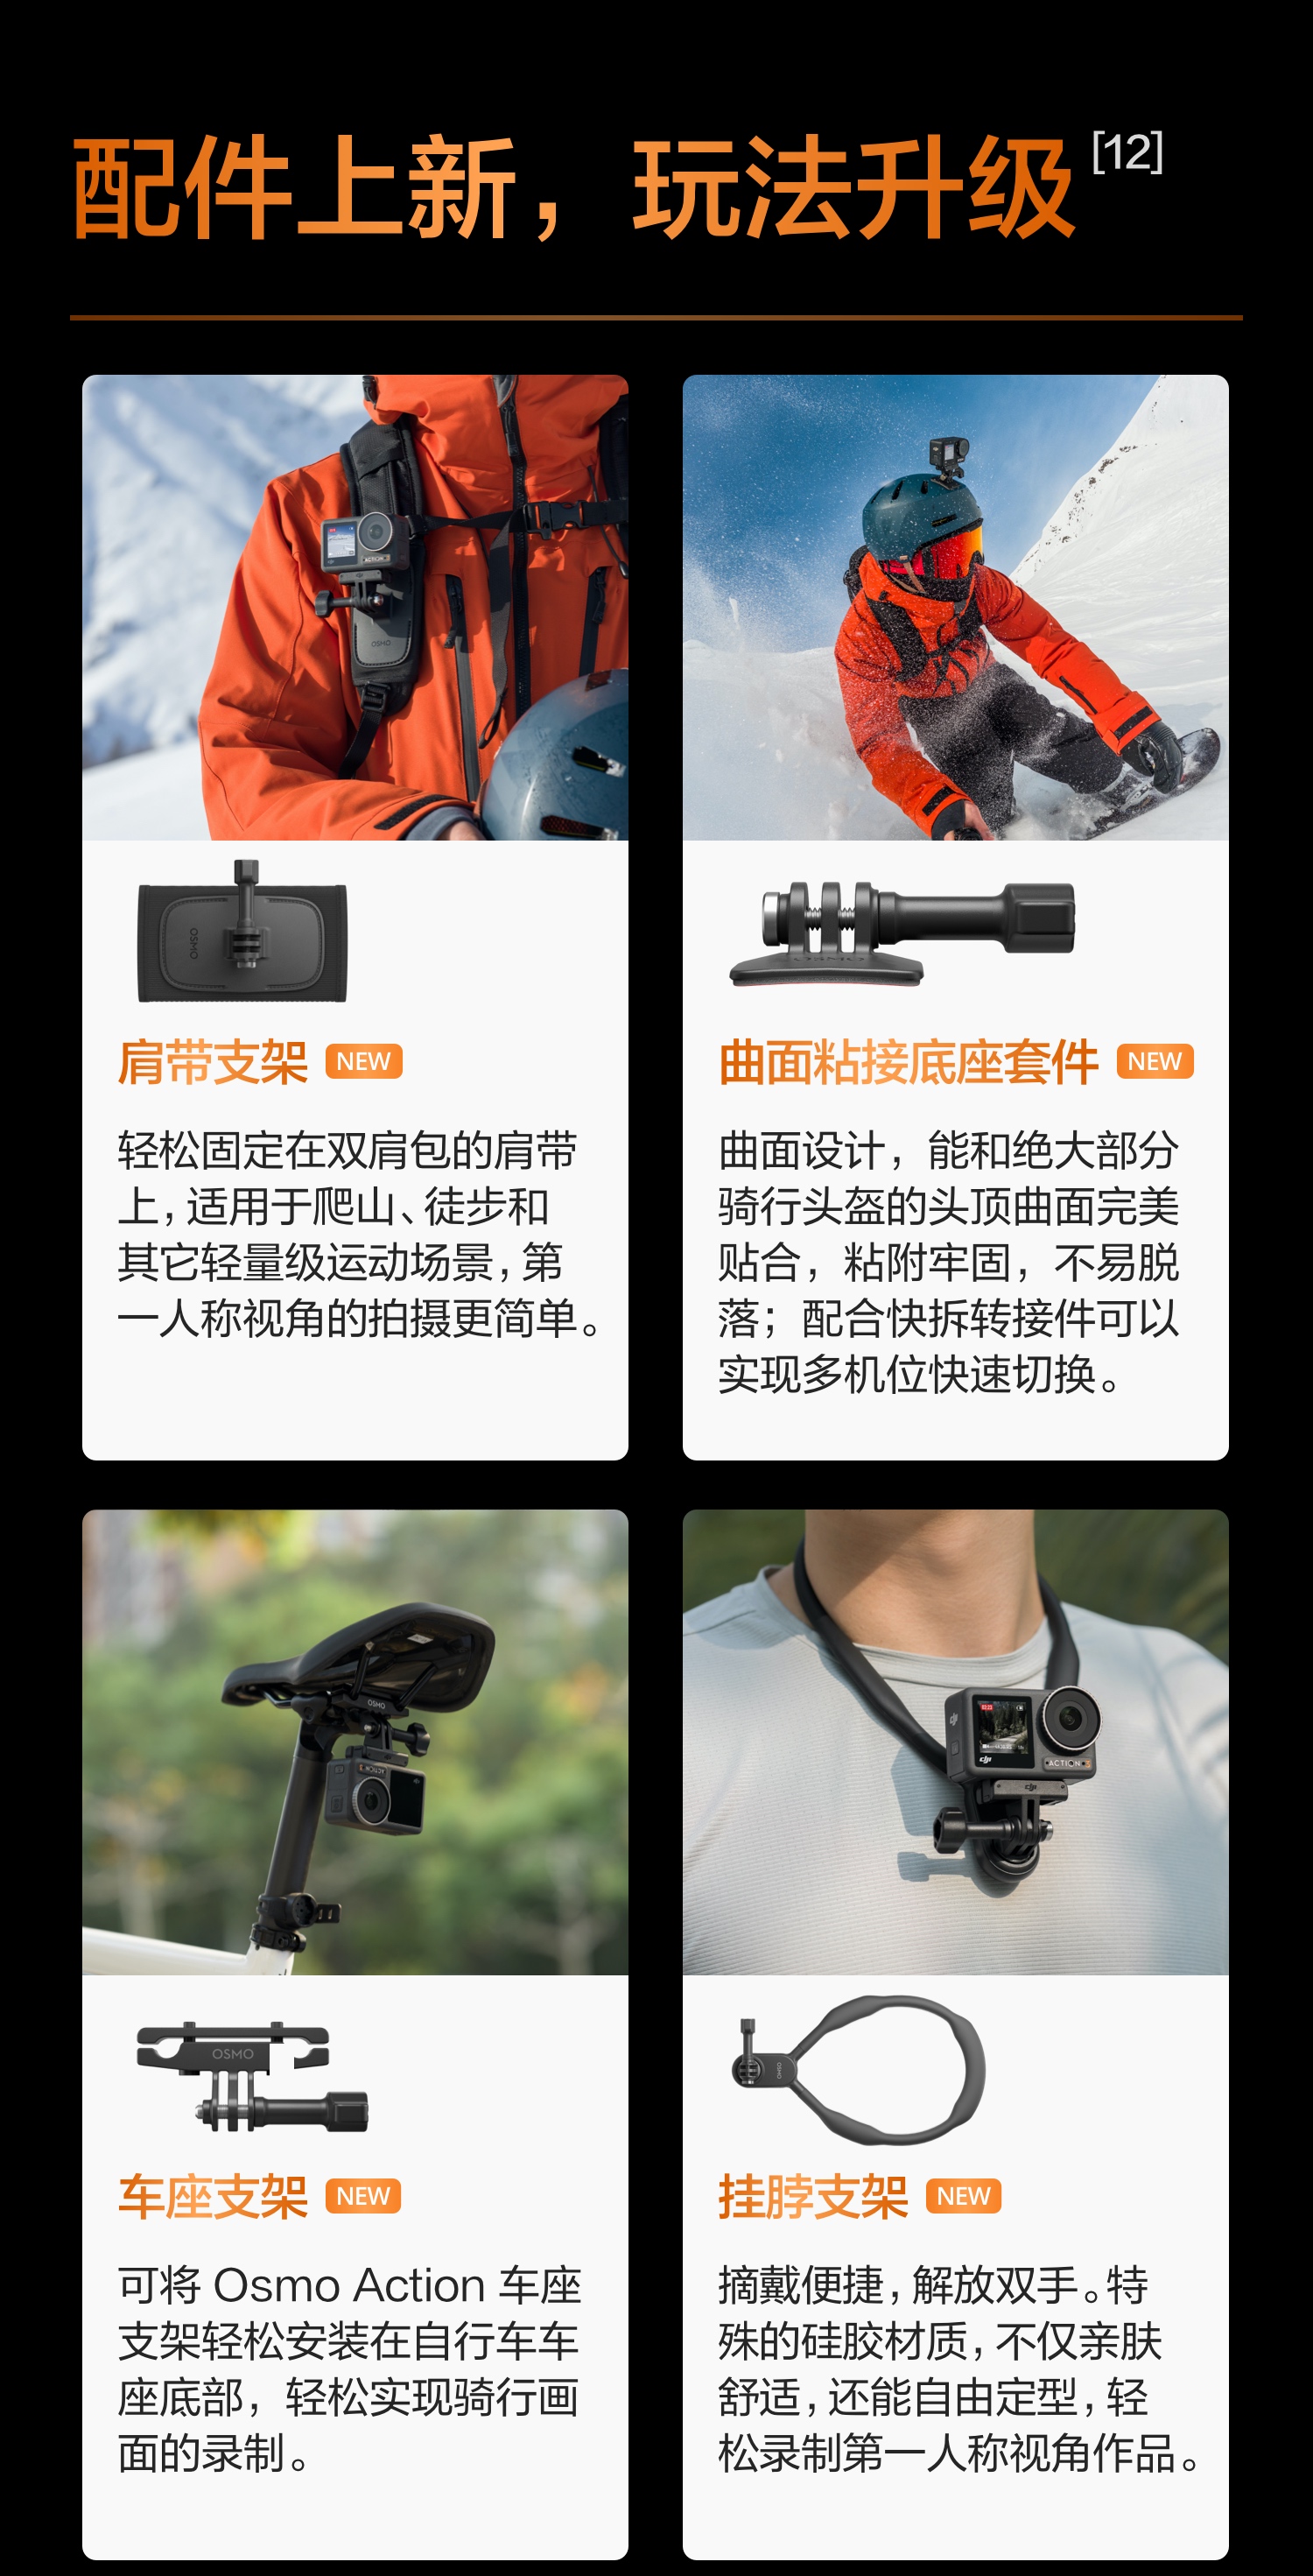 配件上新，玩法升级[12]
OSMO
OSMO
肩带支架 NEW
轻松固定在双肩包的肩带
上，适用于爬山、徒步和
其它轻量级运动场景，第
一人称视角的拍摄更简单。
OSMO
曲面粘接底座套件 NEW
曲面设计，能和绝大部分
骑行头盔的头顶曲面完美
贴合，粘附牢固，不易脱
落；配合快拆转接件可以
实现多机位快速切换。
OSMO
ACTION
OSMO
车座支架 NEW
可将 Osmo Action 车座
支架轻松安装在自行车车
座底部，轻松实现骑行画
面的录制。
dji
ACTION
dji
OSMO
挂脖支架 NEW
摘戴便捷，解放双手。特
殊的硅胶材质，不仅亲肤
舒适，还能自由定型，轻
松录制第一人称视角作品。